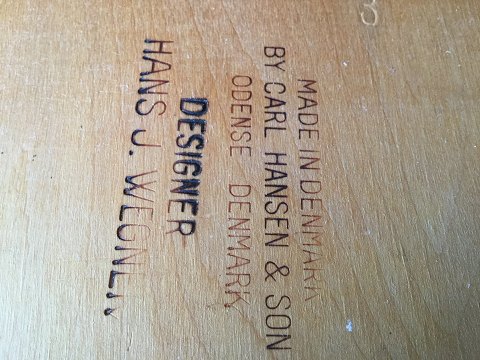 MADE IN DENMARK
BY CARL HANSEN & SON
ODENSE DENMARK
DESIGNER
HANS J. WEGNER